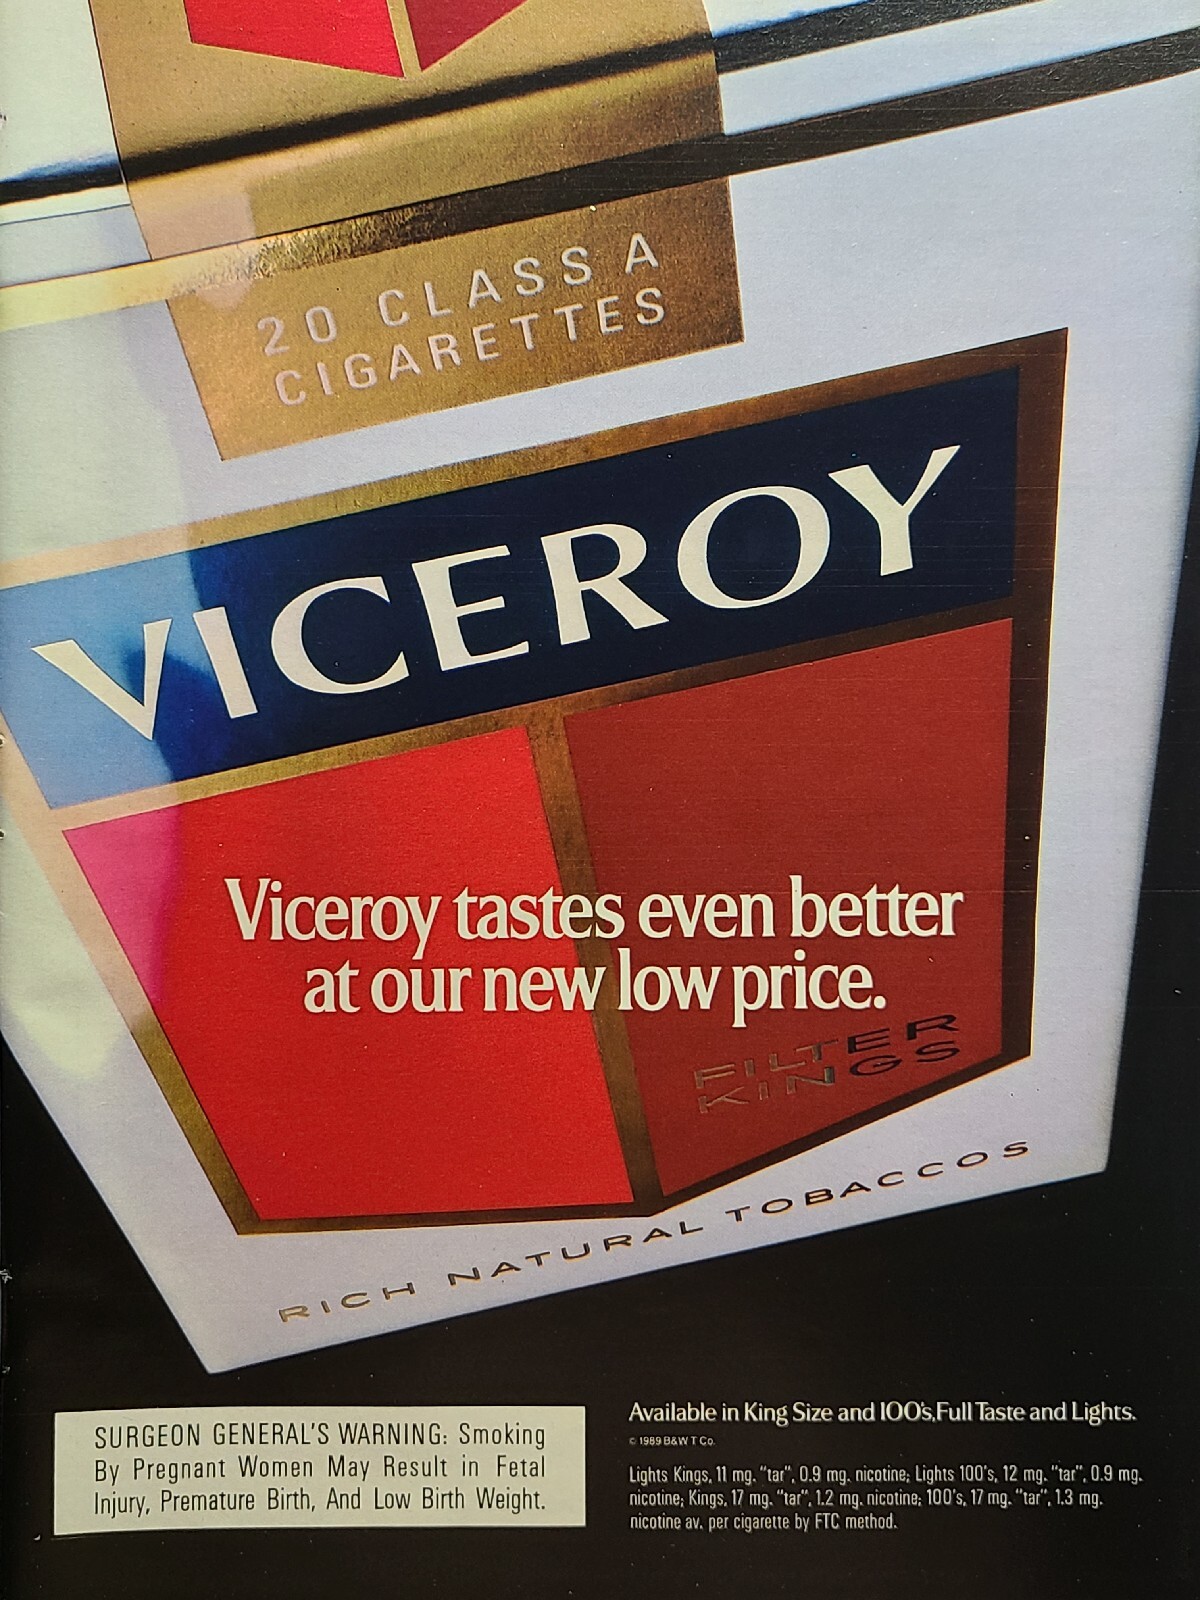 20 CLASS A
CIGARETTES
VICEROY
Viceroy tastes even better
at our new low price.
FILTER
KINGS
RICH NATURAL TOBACCOS
SURGEON GENERAL'S WARNING: Smoking
By Pregnant Women May Result in Fetal
Injury, Premature Birth, And Low Birth Weight.
Available in King Size and 100's, Full Taste and Lights.
© 1989 B&W T Co.
Lights Kings, 11 mg. "tar", 0.9 mg. nicotine; Lights 100's, 12 mg. "tar", 0.9 mg.
nicotine; Kings, 17 mg. "tar", 1.2 mg. nicotine; 100's, 17 mg. "tar", 1.3 mg.
nicotine av. per cigarette by FTC method.